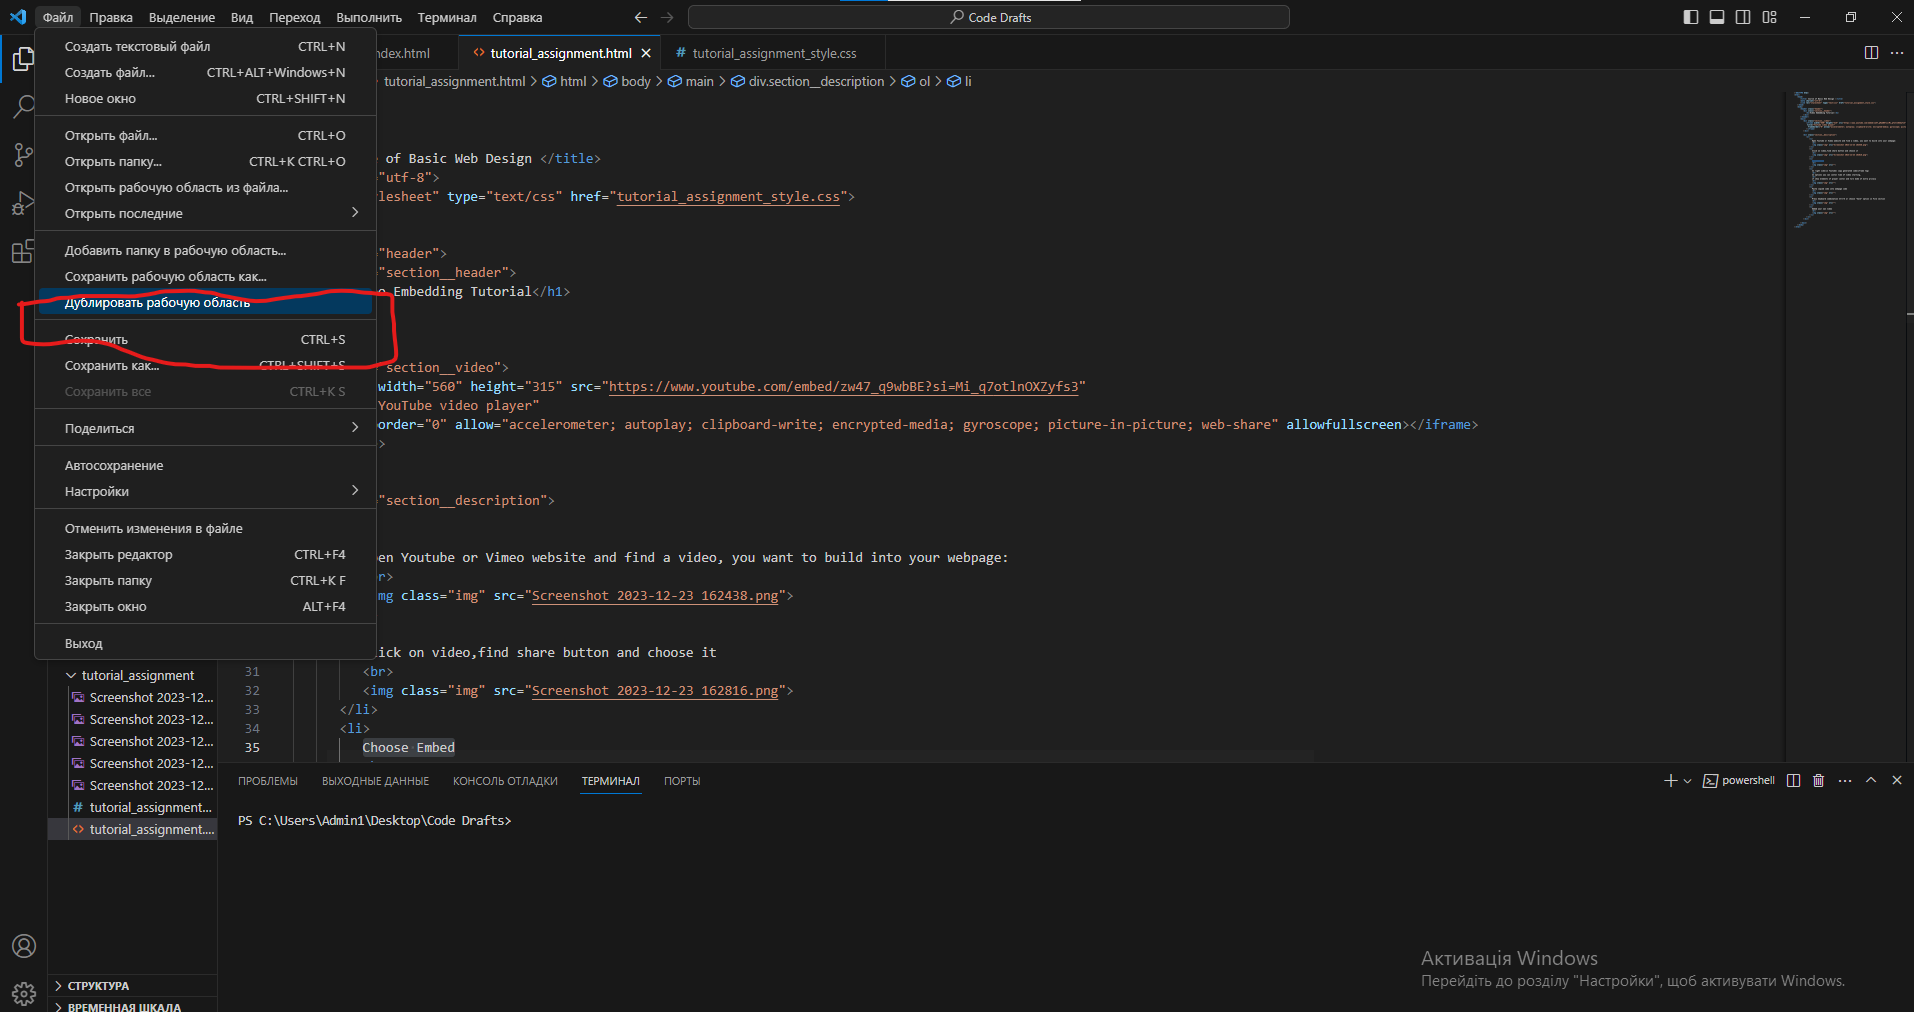 Файл Правка Выделение Вид Переход Выполнить Терминал Справка
Code Drafts
Создать текстовый файл CTRL+N
Создать файл... CTRL+ALT+Windows+N
Новое окно CTRL+SHIFT+N
Открыть файл... CTRL+O
Открыть папку... CTRL+K CTRL+O
Открыть рабочую область из файла...
Открыть последние
Добавить папку в рабочую область...
Сохранить рабочую область как...
Дублировать рабочую область
Сохранить CTRL+S
Сохранить как... CTRL+SHIFT+S
Сохранить все CTRL+K S
Поделиться
Автосохранение
Настройки
Отменить изменения в файле
Закрыть редактор CTRL+F4
Закрыть папку CTRL+K F
Закрыть окно ALT+F4
Выход
ndex.html tutorial_assignment.html # tutorial_assignment_style.css
tutorial_assignment.html > html > body > main > div.section__description > ol > li
of Basic Web Design </title>
"utf-8">
lesheet" type="text/css" href="tutorial_assignment_style.css">
"header">
"section__header">
o Embedding Tutorial</h1>
section__video">
width="560" height="315" src="https://www.youtube.com/embed/zw47_q9wbBE?si=Mi_q7otlnOXZyfs3"
YouTube video player"
order="0" allow="accelerometer; autoplay; clipboard-write; encrypted-media; gyroscope; picture-in-picture; web-share" allowfullscreen></iframe>
>
"section__description">
en Youtube or Vimeo website and find a video, you want to build into your webpage:
r>
mg class="img" src="Screenshot 2023-12-23 162438.png">
ick on video,find share button and choose it
31 <br>
32 <img class="img" src="Screenshot 2023-12-23 162816.png">
33 </li>
34 <li>
35 Choose Embed
tutorial_assignment
Screenshot 2023-12...
Screenshot 2023-12...
Screenshot 2023-12...
Screenshot 2023-12...
Screenshot 2023-12...
# tutorial_assignment...
<> tutorial_assignment....
СТРУКТУРА
ВРЕМЕННАЯ ШКАЛА
ПРОБЛЕМЫ ВЫХОДНЫЕ ДАННЫЕ КОНСОЛЬ ОТЛАДКИ ТЕРМИНАЛ ПОРТЫ
powershell
PS C:\Users\Admin1\Desktop\Code Drafts>
Активація Windows
Перейдіть до розділу "Настройки", щоб активувати Windows.